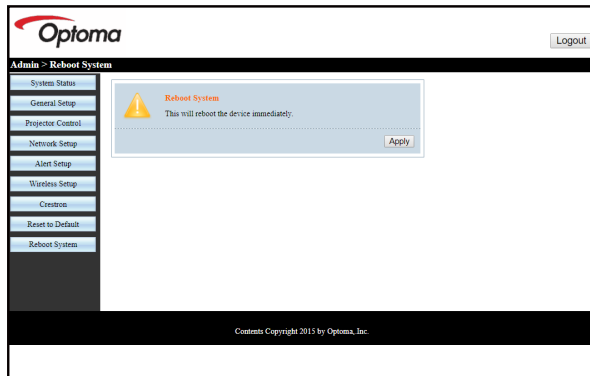 Optoma
Logout
Admin > Reboot System
System Status
General Setup
Projector Control
Network Setup
Alert Setup
Wireless Setup
Crestron
Reset to Default
Reboot System
Reboot System
This will reboot the device immediately.
Apply
Contents Copyright 2015 by Optoma, Inc.